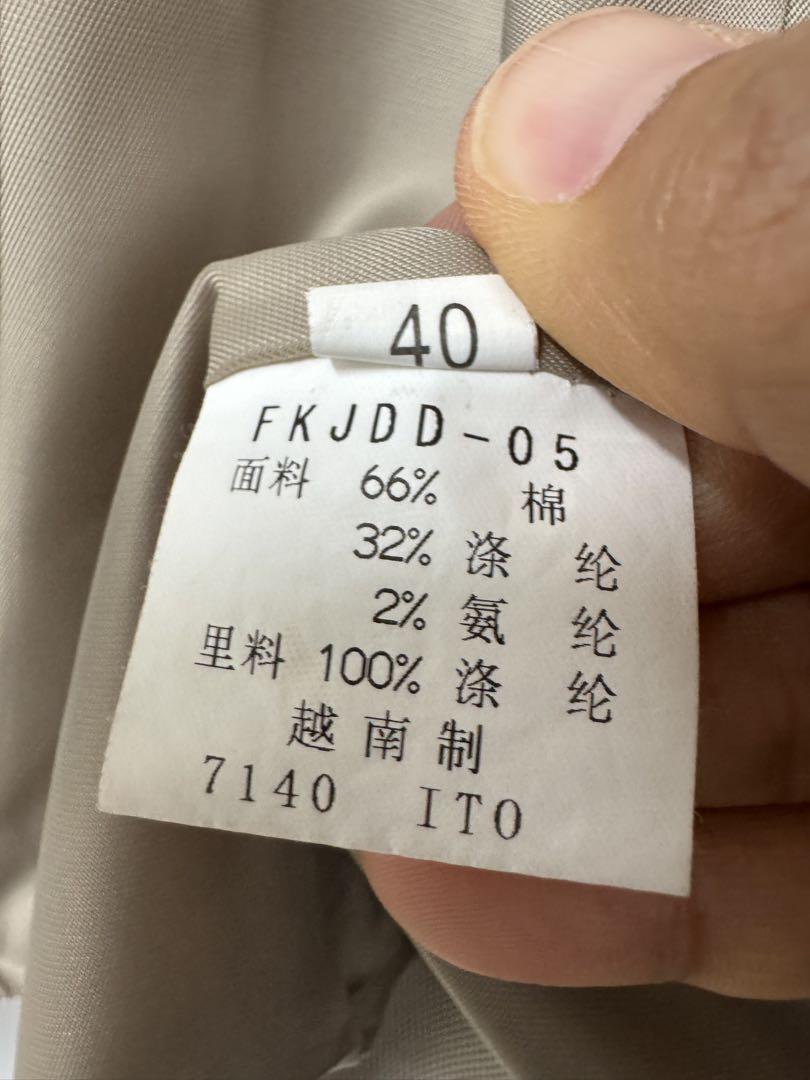 40
FKJDD-05
面料 66% 棉
32% 涤纶
2% 氨纶
里料 100% 涤纶
越南制
7140 ITO